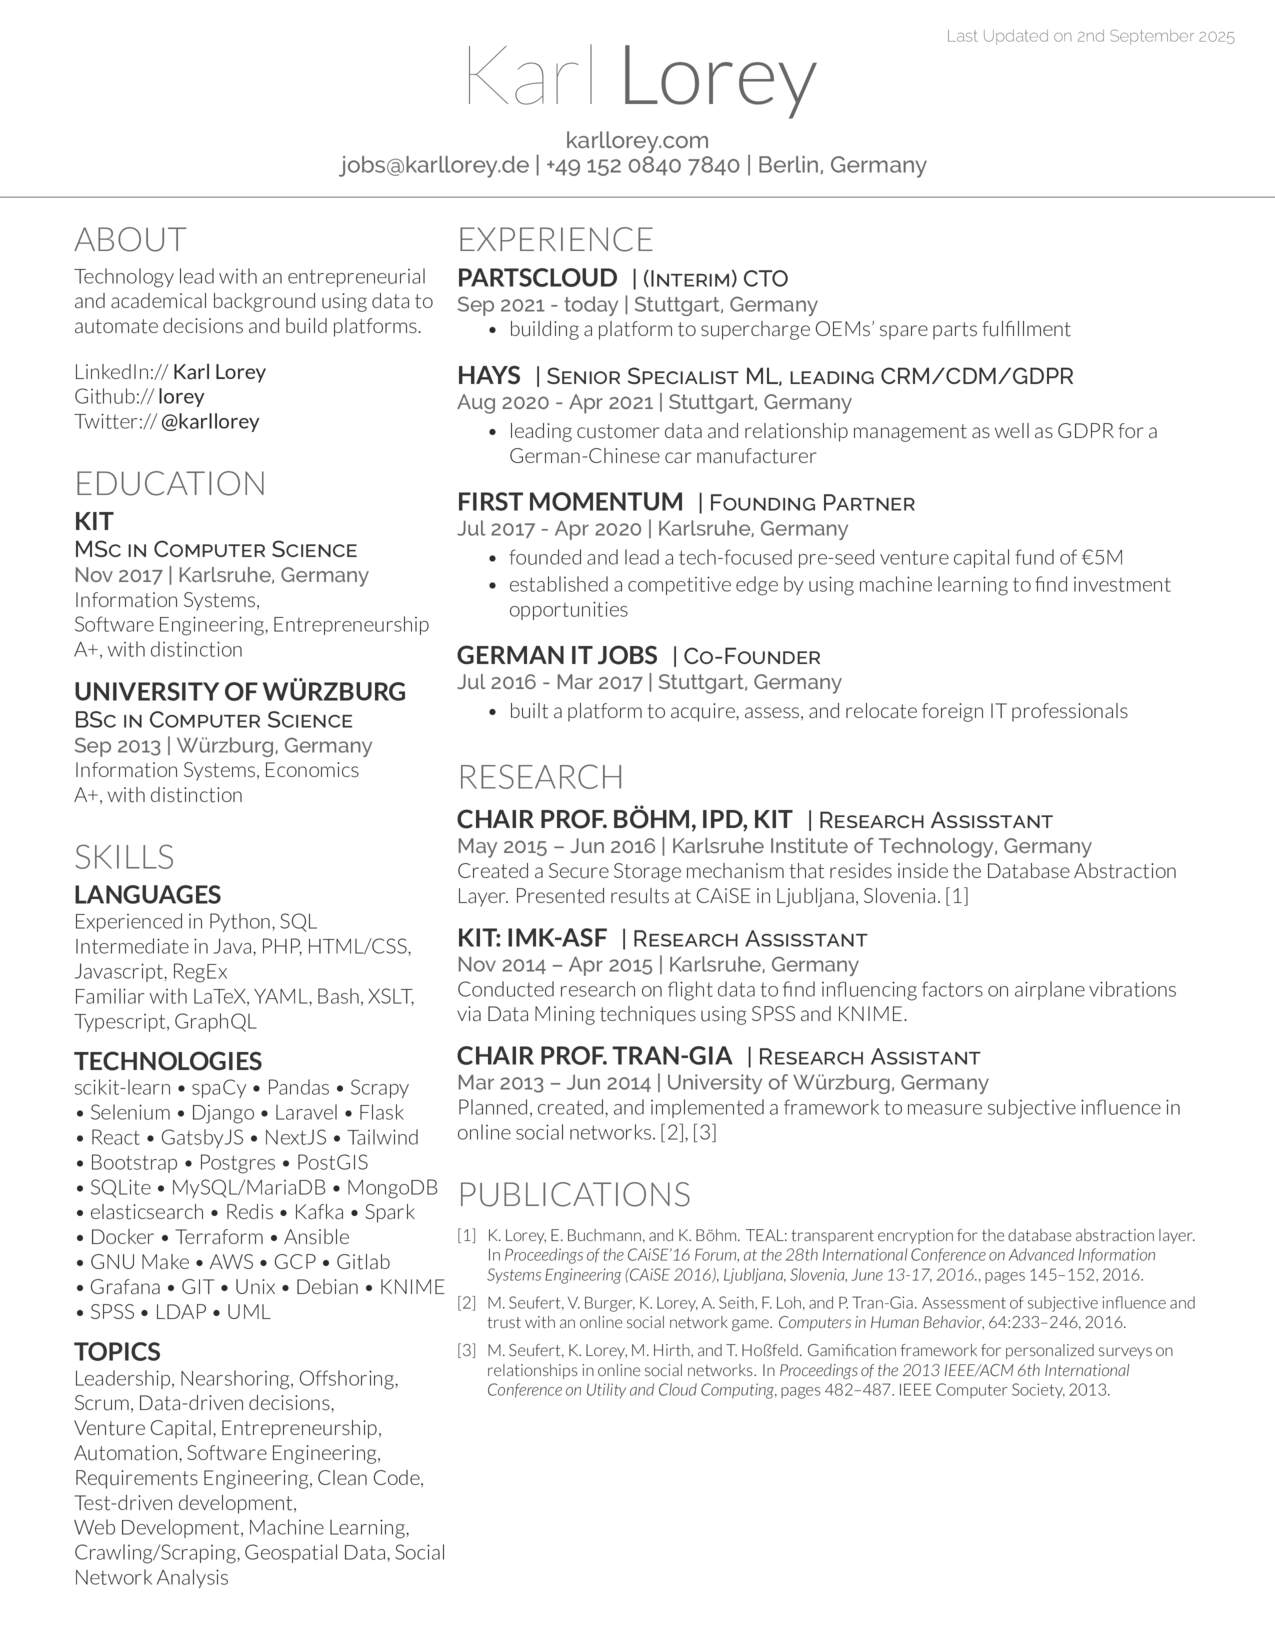 Last Updated on 2nd September 2025
Karl Lorey
karllorey.com
jobs@karllorey.de | +49 152 0840 7840 | Berlin, Germany
ABOUT
Technology lead with an entrepreneurial
and academical background using data to
automate decisions and build platforms.
LinkedIn:// Karl Lorey
Github:// lorey
Twitter:// @karllorey
EDUCATION
KIT
MSc in Computer Science
Nov 2017 | Karlsruhe, Germany
Information Systems,
Software Engineering, Entrepreneurship
A+, with distinction
UNIVERSITY OF WÜRZBURG
BSc in Computer Science
Sep 2013 | Würzburg, Germany
Information Systems, Economics
A+, with distinction
SKILLS
LANGUAGES
Experienced in Python, SQL
Intermediate in Java, PHP, HTML/CSS,
Javascript, RegEx
Familiar with LaTeX, YAML, Bash, XSLT,
Typescript, GraphQL
TECHNOLOGIES
scikit-learn • spaCy • Pandas • Scrapy
• Selenium • Django • Laravel • Flask
• React • GatsbyJS • NextJS • Tailwind
• Bootstrap • Postgres • PostGIS
• SQLite • MySQL/MariaDB • MongoDB
• elasticsearch • Redis • Kafka • Spark
• Docker • Terraform • Ansible
• GNU Make • AWS • GCP • Gitlab
• Grafana • GIT • Unix • Debian • KNIME
• SPSS • LDAP • UML
TOPICS
Leadership, Nearshoring, Offshoring,
Scrum, Data-driven decisions,
Venture Capital, Entrepreneurship,
Automation, Software Engineering,
Requirements Engineering, Clean Code,
Test-driven development,
Web Development, Machine Learning,
Crawling/Scraping, Geospatial Data, Social
Network Analysis
EXPERIENCE
PARTSCLOUD | (Interim) CTO
Sep 2021 - today | Stuttgart, Germany
• building a platform to supercharge OEMs’ spare parts fulfillment
HAYS | Senior Specialist ML, leading CRM/CDM/GDPR
Aug 2020 - Apr 2021 | Stuttgart, Germany
• leading customer data and relationship management as well as GDPR for a
German-Chinese car manufacturer
FIRST MOMENTUM | Founding Partner
Jul 2017 - Apr 2020 | Karlsruhe, Germany
• founded and lead a tech-focused pre-seed venture capital fund of €5M
• established a competitive edge by using machine learning to find investment
opportunities
GERMAN IT JOBS | Co-Founder
Jul 2016 - Mar 2017 | Stuttgart, Germany
• built a platform to acquire, assess, and relocate foreign IT professionals
RESEARCH
CHAIR PROF. BÖHM, IPD, KIT | Research Assisstant
May 2015 – Jun 2016 | Karlsruhe Institute of Technology, Germany
Created a Secure Storage mechanism that resides inside the Database Abstraction
Layer. Presented results at CAiSE in Ljubljana, Slovenia. [1]
KIT: IMK-ASF | Research Assisstant
Nov 2014 – Apr 2015 | Karlsruhe, Germany
Conducted research on flight data to find influencing factors on airplane vibrations
via Data Mining techniques using SPSS and KNIME.
CHAIR PROF. TRAN-GIA | Research Assistant
Mar 2013 – Jun 2014 | University of Würzburg, Germany
Planned, created, and implemented a framework to measure subjective influence in
online social networks. [2], [3]
PUBLICATIONS
[1] K. Lorey, E. Buchmann, and K. Böhm. TEAL: transparent encryption for the database abstraction layer.
In Proceedings of the CAiSE’16 Forum, at the 28th International Conference on Advanced Information
Systems Engineering (CAiSE 2016), Ljubljana, Slovenia, June 13-17, 2016., pages 145–152, 2016.
[2] M. Seufert, V. Burger, K. Lorey, A. Seith, F. Loh, and P. Tran-Gia. Assessment of subjective influence and
trust with an online social network game. Computers in Human Behavior, 64:233–246, 2016.
[3] M. Seufert, K. Lorey, M. Hirth, and T. Hoßfeld. Gamification framework for personalized surveys on
relationships in online social networks. In Proceedings of the 2013 IEEE/ACM 6th International
Conference on Utility and Cloud Computing, pages 482–487. IEEE Computer Society, 2013.